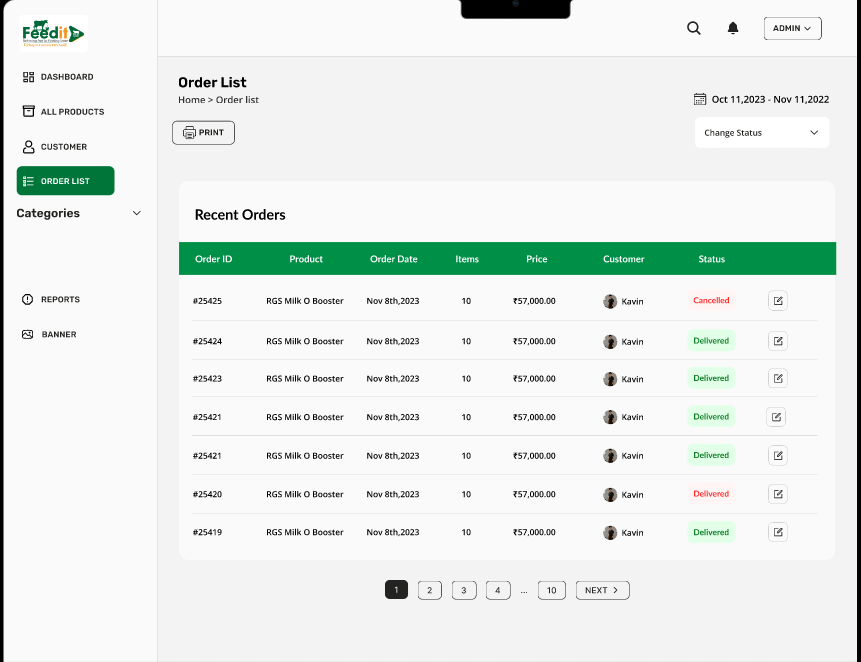 Feedit
ADMIN
DASHBOARD
ALL PRODUCTS
CUSTOMER
ORDER LIST
Categories
REPORTS
BANNER
Order List
Home > Order list
Oct 11,2023 - Nov 11,2022
PRINT
Change Status
Recent Orders
Order ID Product Order Date Items Price Customer Status
#25425 RGS Milk O Booster Nov 8th,2023 10 ₹57,000.00 Kavin Cancelled
#25424 RGS Milk O Booster Nov 8th,2023 10 ₹57,000.00 Kavin Delivered
#25423 RGS Milk O Booster Nov 8th,2023 10 ₹57,000.00 Kavin Delivered
#25421 RGS Milk O Booster Nov 8th,2023 10 ₹57,000.00 Kavin Delivered
#25421 RGS Milk O Booster Nov 8th,2023 10 ₹57,000.00 Kavin Delivered
#25420 RGS Milk O Booster Nov 8th,2023 10 ₹57,000.00 Kavin Delivered
#25419 RGS Milk O Booster Nov 8th,2023 10 ₹57,000.00 Kavin Delivered
1 2 3 4 ... 10 NEXT >